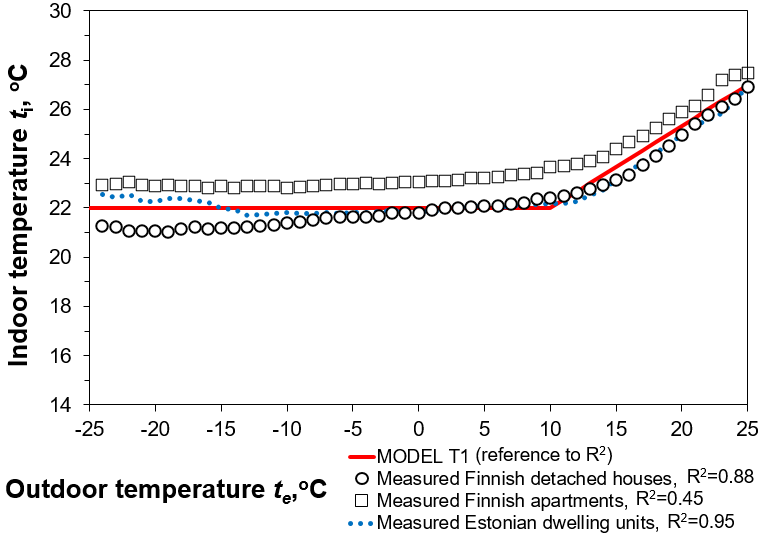 30
28
26
24
22
20
18
16
14
Indoor temperature ti, oC
-25 -20 -15 -10 -5 0 5 10 15 20 25
Outdoor temperature te,oC
MODEL T1 (reference to R²)
Measured Finnish detached houses, R²=0.88
Measured Finnish apartments, R²=0.45
Measured Estonian dwelling units, R²=0.95